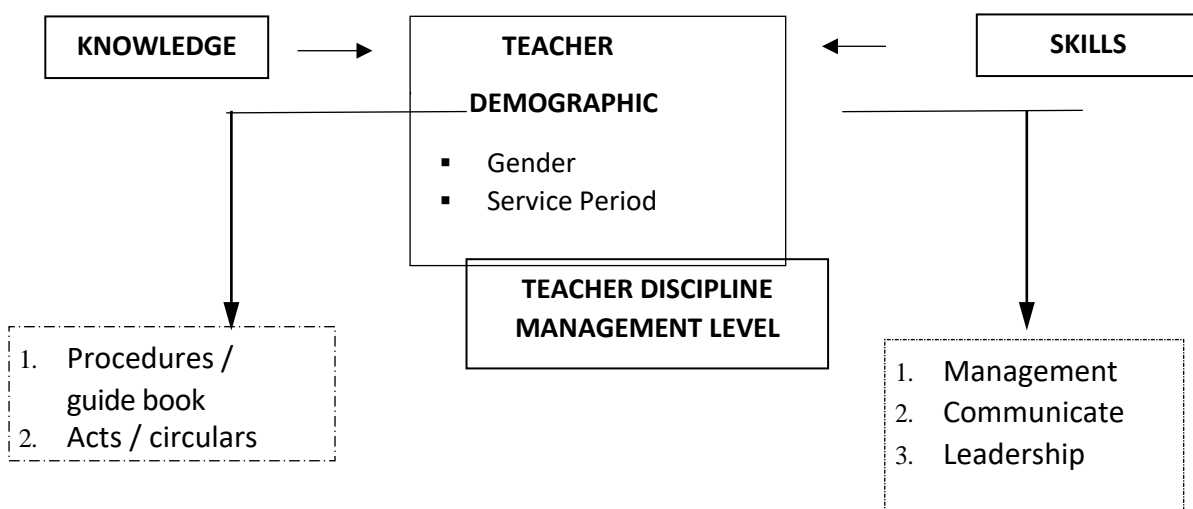 KNOWLEDGE
TEACHER
SKILLS
DEMOGRAPHIC
▪ Gender
▪ Service Period
TEACHER DISCIPLINE
MANAGEMENT LEVEL
1. Procedures /
guide book
2. Acts / circulars
1. Management
2. Communicate
3. Leadership